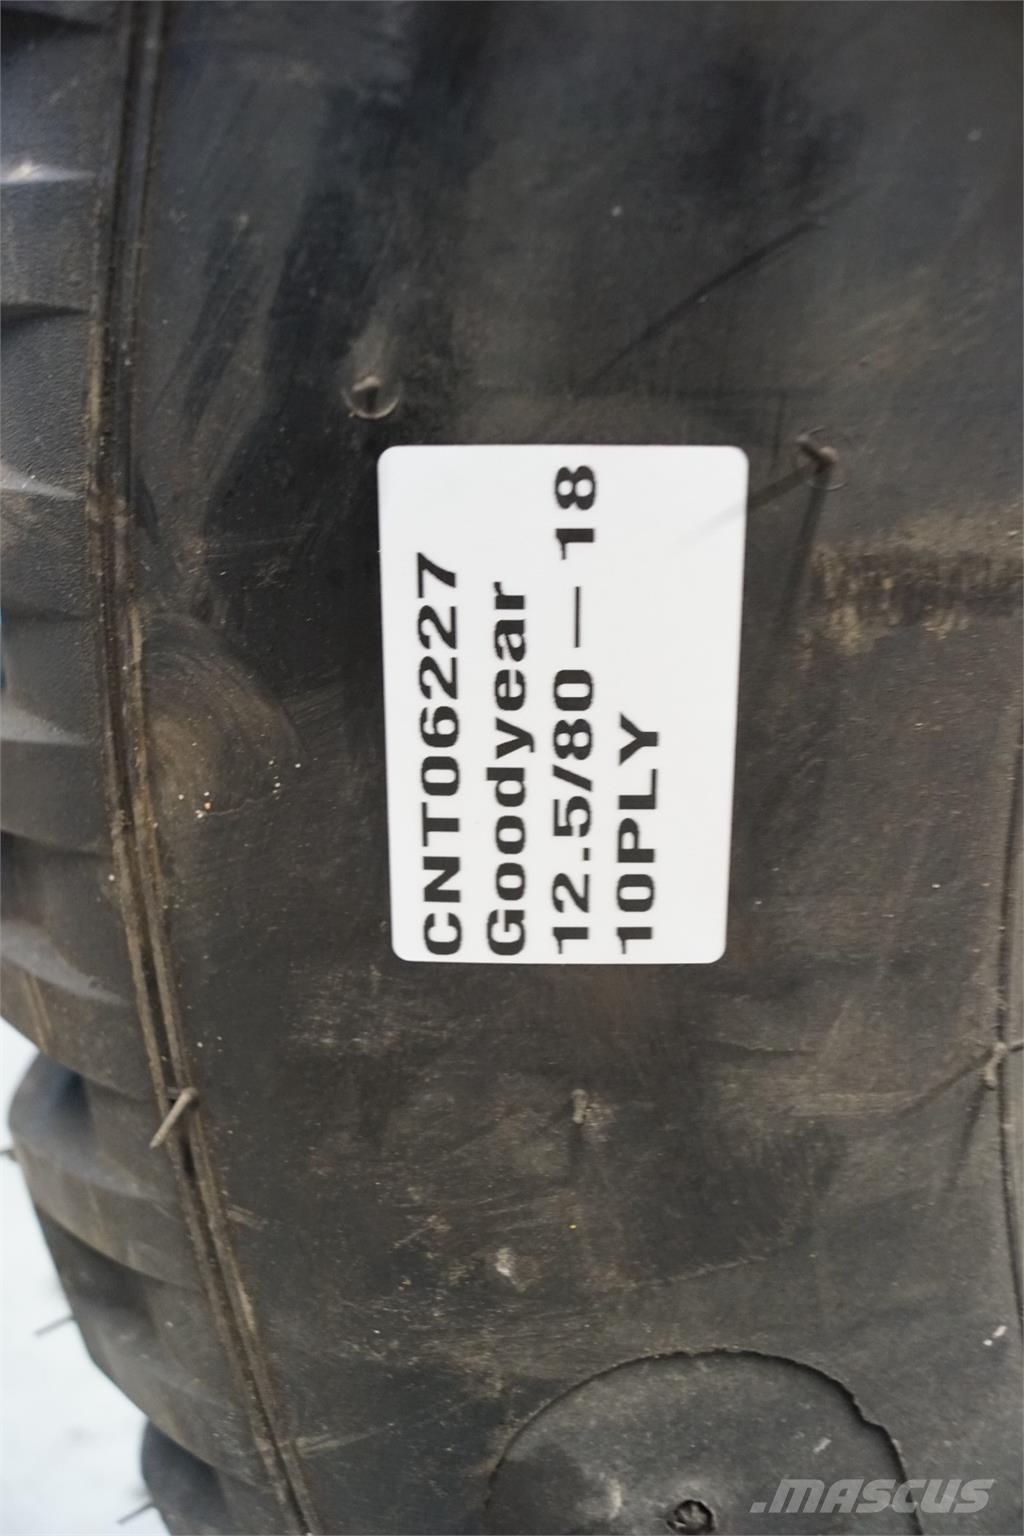 CNT06227
Goodyear
12.5/80 — 18
10PLY
.MASCUS